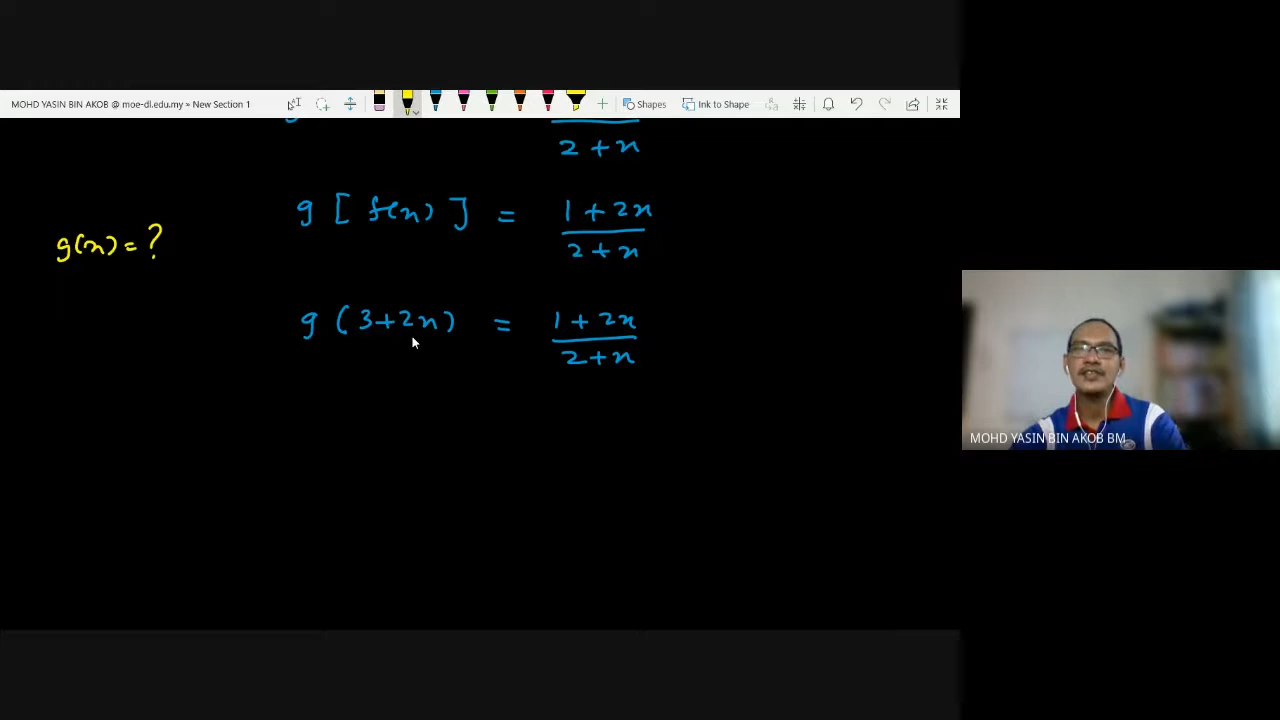 MOHD YASIN BIN AKOB @ moe-dl.edu.my » New Section 1
Shapes
Ink to Shape
2 + x
g [ f(x) ] = 1 + 2x / 2 + x
g(x) = ?
g (3+2x) = 1 + 2x / 2 + x
MOHD YASIN BIN AKOB BM